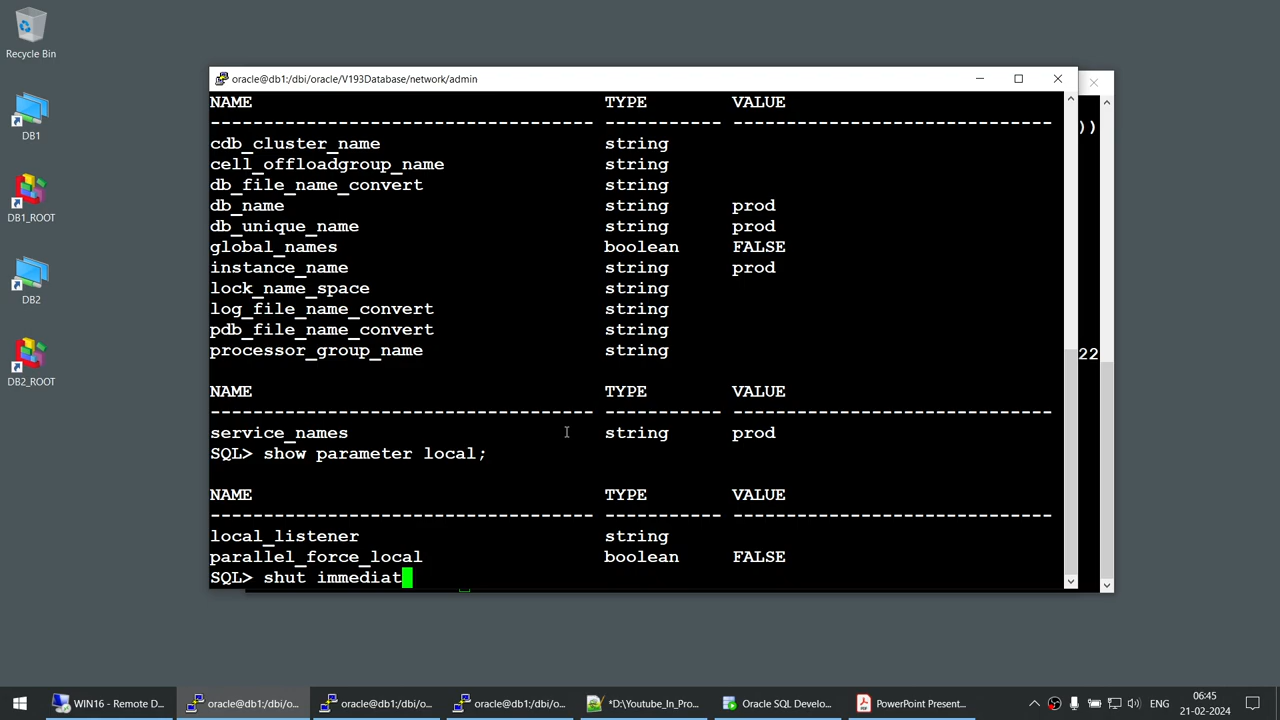 Recycle Bin
DB1
DB1_ROOT
DB2
DB2_ROOT
oracle@db1:/dbi/oracle/V193Database/network/admin
NAME TYPE VALUE
------------------------------------ ----------- ------------------------------
cdb_cluster_name string
cell_offloadgroup_name string
db_file_name_convert string
db_name string prod
db_unique_name string prod
global_names boolean FALSE
instance_name string prod
lock_name_space string
log_file_name_convert string
pdb_file_name_convert string
processor_group_name string
NAME TYPE VALUE
------------------------------------ ----------- ------------------------------
service_names string prod
SQL> show parameter local;
NAME TYPE VALUE
------------------------------------ ----------- ------------------------------
local_listener string
parallel_force_local boolean FALSE
SQL> shut immediat
))
22
WIN16 - Remote D...
oracle@db1:/dbi/o...
oracle@db1:/dbi/o...
oracle@db1:/dbi/o...
*D:\Youtube_In_Pro...
Oracle SQL Develo...
PowerPoint Present...
ENG
06:45
21-02-2024